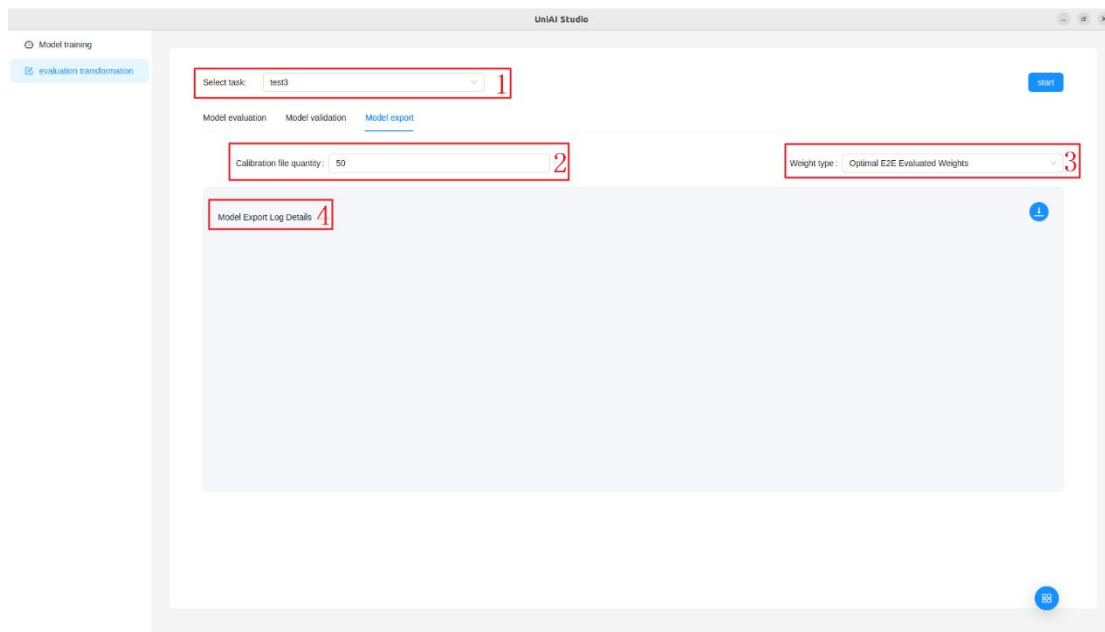 UniAI Studio
Model training
evaluation transformation
Select task: test3 1
start
Model evaluation Model validation Model export
Calibration file quantity: 50 2
Weight type: Optimal E2E Evaluated Weights 3
Model Export Log Details 4